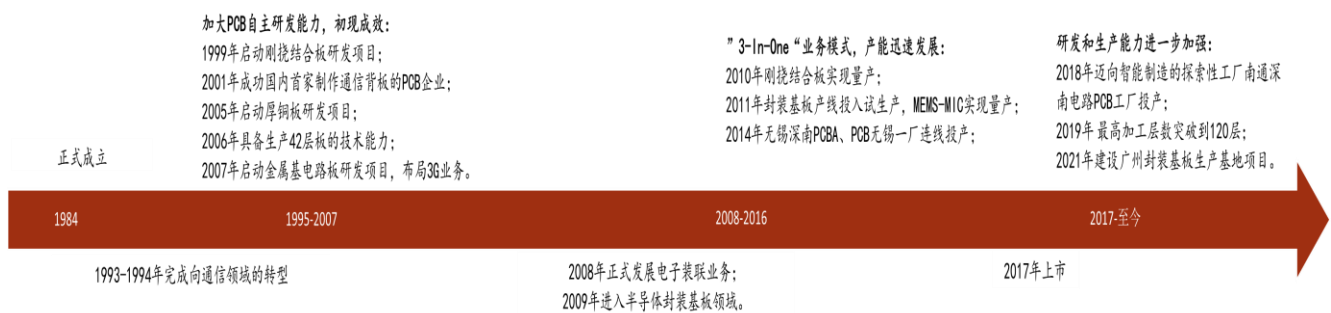 加大PCB自主研发能力,初现成效:
1999年启动刚挠结合板研发项目;
2001年成功国内首家制作通信背板的PCB企业;
2005年启动厚铜板研发项目;
2006年具备生产42层板的技术能力;
2007年启动金属基电路板研发项目,布局3G业务。
”3-In-One“业务模式,产能迅速发展:
2010年刚挠结合板实现量产;
2011年封装基板产线投入试生产,MEMS-MIC实现量产;
2014年无锡深南PCBA、PCB无锡一厂连线投产;
研发和生产能力进一步加强:
2018年迈向智能制造的探索性工厂南通深
南电路PCB工厂投产;
2019年最高加工层数突破到120层;
2021年建设广州封装基板生产基地项目。
正式成立
1984
1995-2007
2008-2016
2017-至今
1993-1994年完成向通信领域的转型
2008年正式发展电子装联业务;
2009年进入半导体封装基板领域。
2017年上市